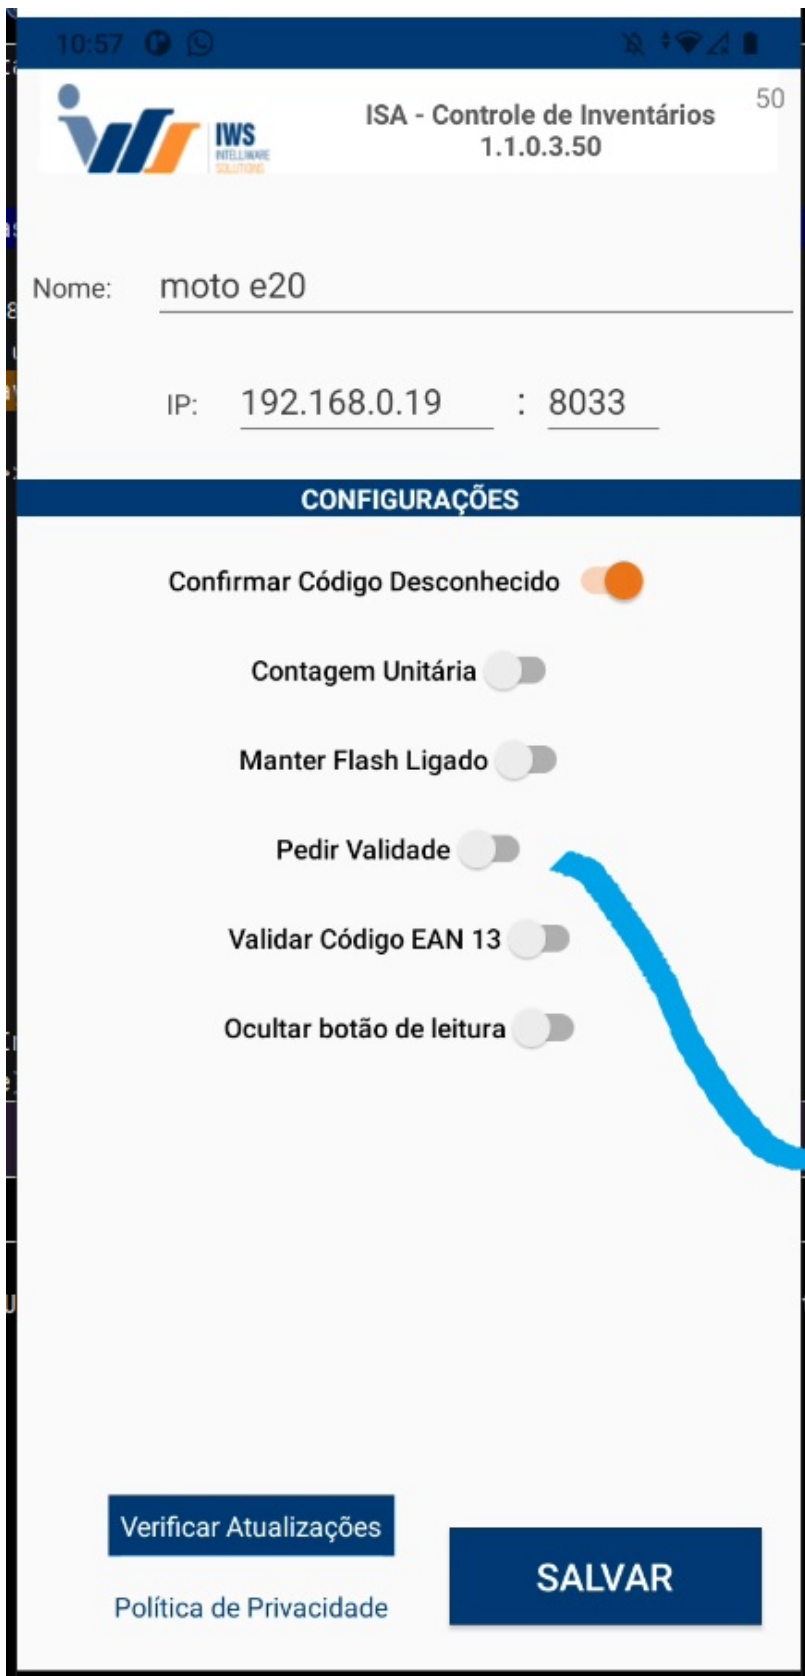 10:57
ISA - Controle de Inventários 50
1.1.0.3.50
IWS
INTELLIWARE
SOLUTIONS
Nome: moto e20
IP: 192.168.0.19 : 8033
CONFIGURAÇÕES
Confirmar Código Desconhecido
Contagem Unitária
Manter Flash Ligado
Pedir Validade
Validar Código EAN 13
Ocultar botão de leitura
Verificar Atualizações
SALVAR
Política de Privacidade